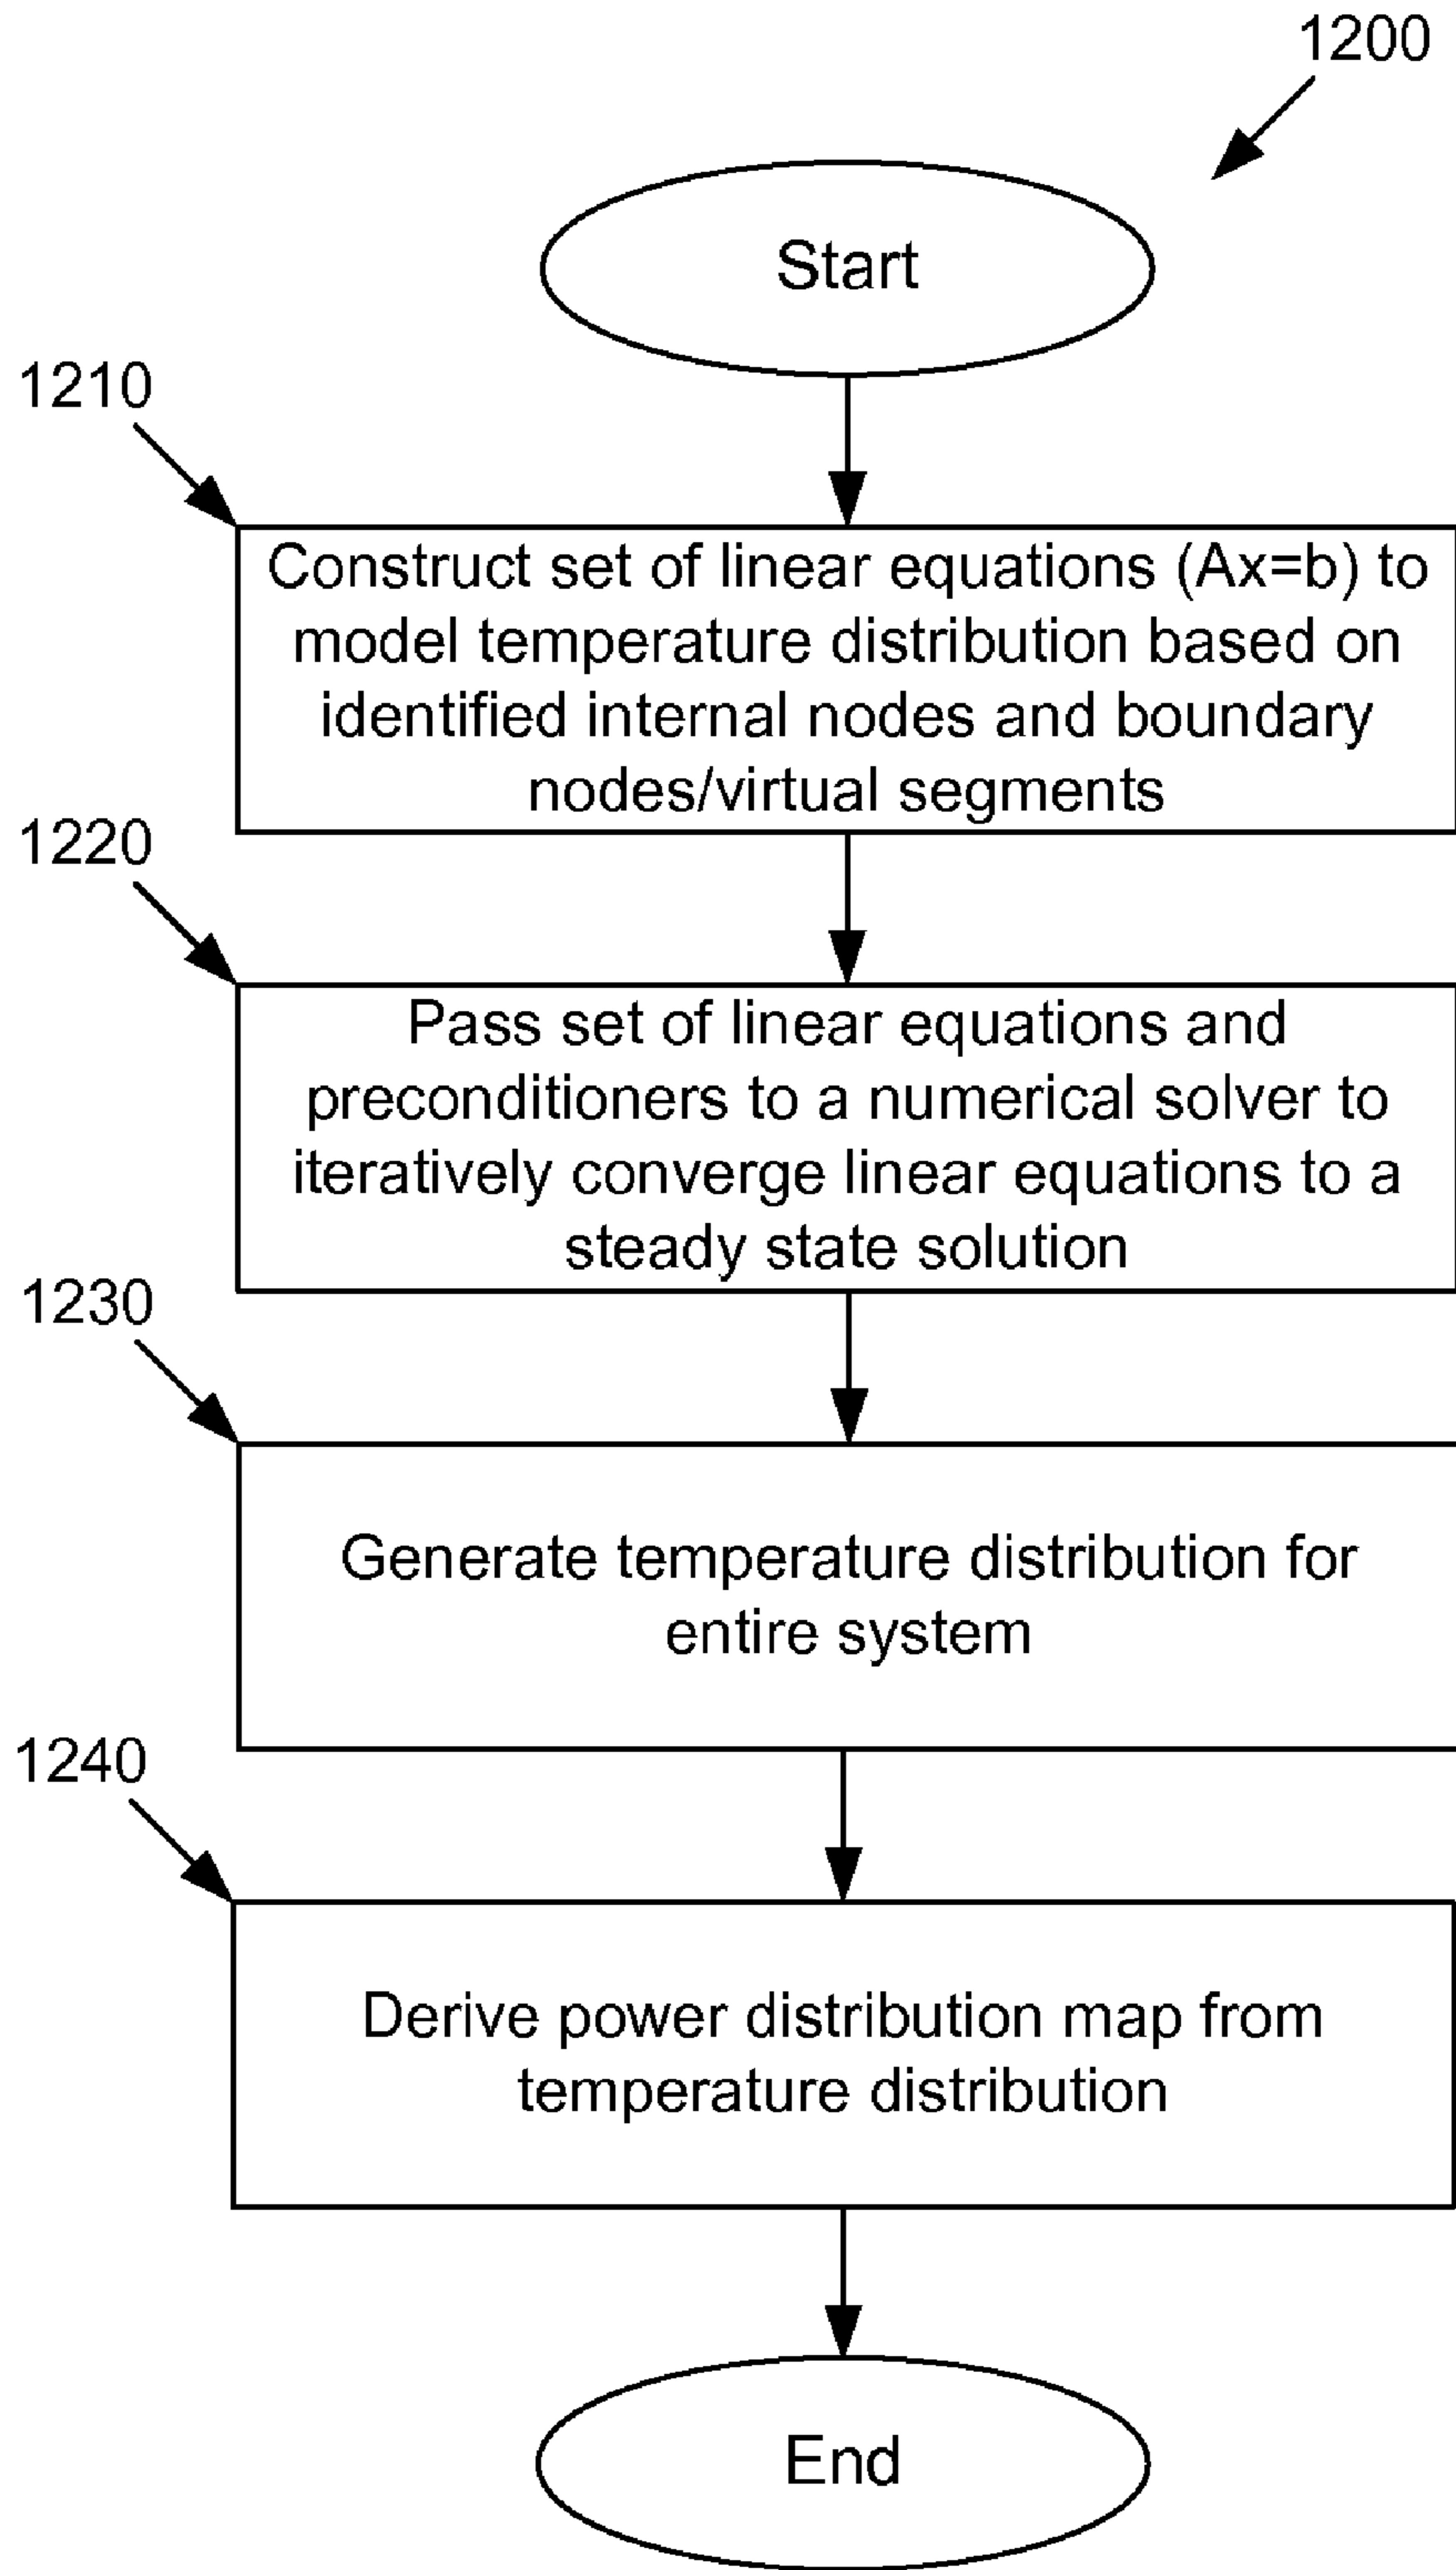 1200
Start
1210
Construct set of linear equations (Ax=b) to
model temperature distribution based on
identified internal nodes and boundary
nodes/virtual segments
1220
Pass set of linear equations and
preconditioners to a numerical solver to
iteratively converge linear equations to a
steady state solution
1230
Generate temperature distribution for
entire system
1240
Derive power distribution map from
temperature distribution
End